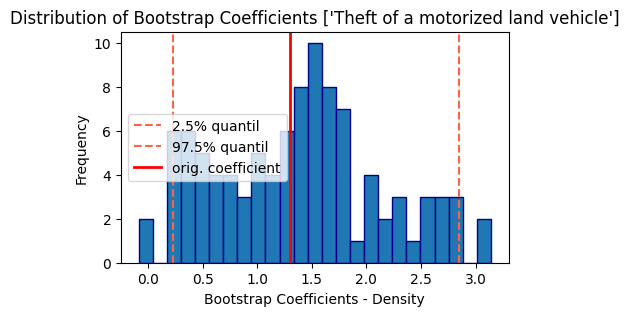 Distribution of Bootstrap Coefficients ['Theft of a motorized land vehicle']
10
8
6
4
2
0
Frequency
2.5% quantil
97.5% quantil
orig. coefficient
0.0 0.5 1.0 1.5 2.0 2.5 3.0
Bootstrap Coefficients - Density